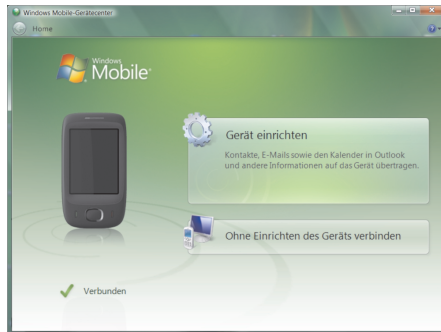 Windows Mobile-Gerätecenter
Home
Windows
Mobile
Gerät einrichten
Kontakte, E-Mails sowie den Kalender in Outlook
und andere Informationen auf das Gerät übertragen.
Ohne Einrichten des Geräts verbinden
Verbunden